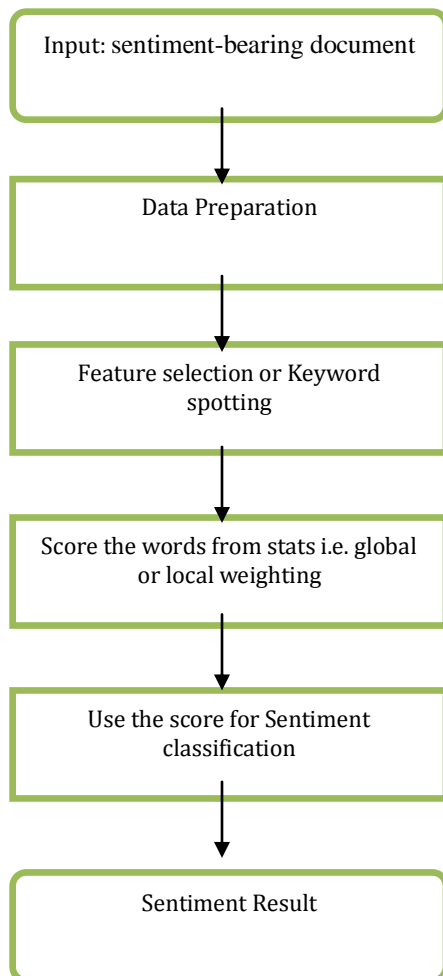 Input: sentiment-bearing document
Data Preparation
Feature selection or Keyword
spotting
Score the words from stats i.e. global
or local weighting
Use the score for Sentiment
classification
Sentiment Result